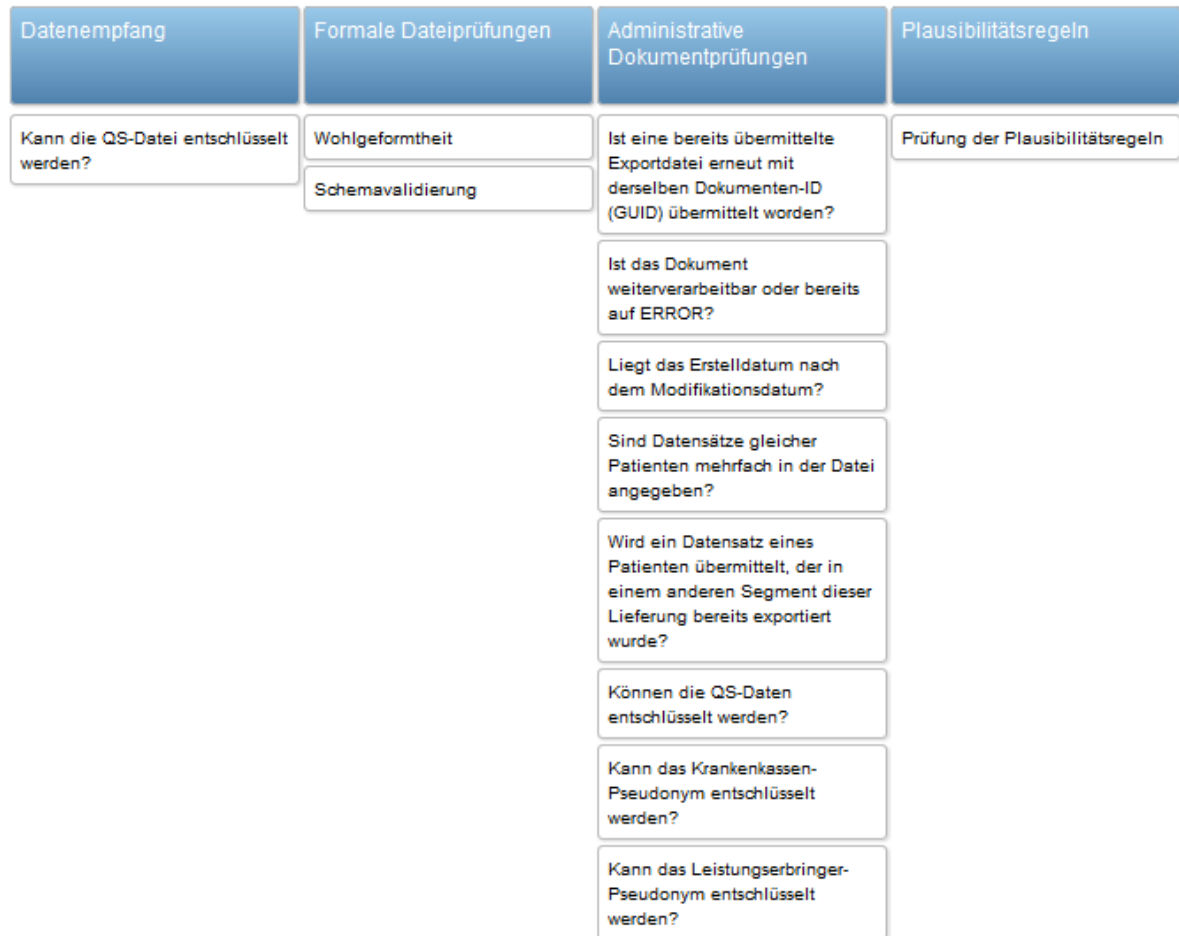 Datenempfang
Kann die QS-Datei entschlüsselt
werden?
Formale Dateiprüfungen
Wohlgeformtheit
Schemavalidierung
Administrative
Dokumentprüfungen
Ist eine bereits übermittelte
Exportdatei erneut mit
derselben Dokumenten-ID
(GUID) übermittelt worden?
Ist das Dokument
weiterverarbeitbar oder bereits
auf ERROR?
Liegt das Erstelldatum nach
dem Modifikationsdatum?
Sind Datensätze gleicher
Patienten mehrfach in der Datei
angegeben?
Wird ein Datensatz eines
Patienten übermittelt, der in
einem anderen Segment dieser
Lieferung bereits exportiert
wurde?
Können die QS-Daten
entschlüsselt werden?
Kann das Krankenkassen-
Pseudonym entschlüsselt
werden?
Kann das Leistungserbringer-
Pseudonym entschlüsselt
werden?
Plausibilitätsregeln
Prüfung der Plausibilitätsregeln